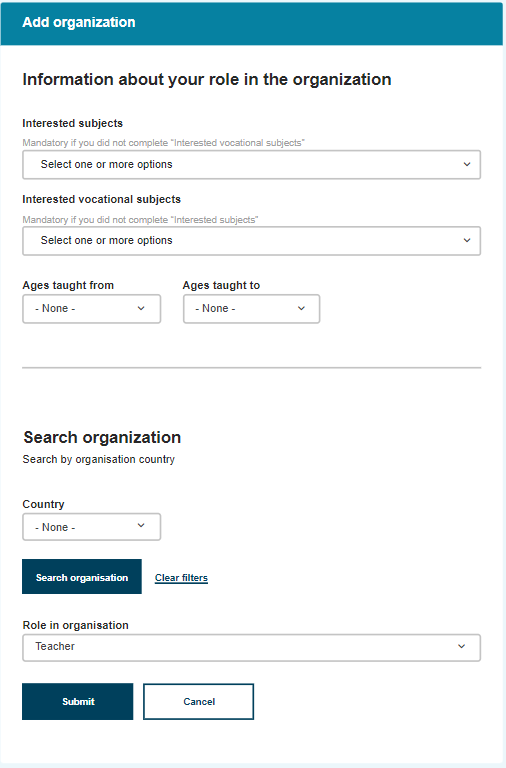 Add organization
Information about your role in the organization
Interested subjects
Mandatory if you did not complete "Interested vocational subjects"
Select one or more options
Interested vocational subjects
Mandatory if you did not complete "Interested subjects"
Select one or more options
Ages taught from Ages taught to
- None - - None -
Search organization
Search by organisation country
Country
- None -
Search organisation Clear filters
Role in organisation
Teacher
Submit Cancel